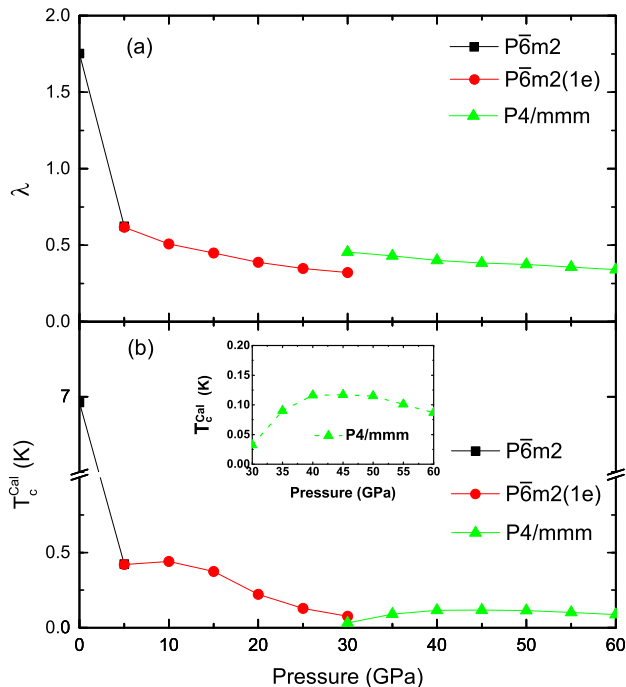 2.0
(a)
P6̅m2
P6̅m2(1e)
P4/mmm
1.5
λ
1.0
0.5
0.0
(b)
7
0.20
0.15
0.10
0.05
0.00
T_c^Cal (K)
P4/mmm
30 35 40 45 50 55 60
Pressure (GPa)
P6̅m2
P6̅m2(1e)
P4/mmm
T_c^Cal (K)
0.5
0.0
0 10 20 30 40 50 60
Pressure (GPa)